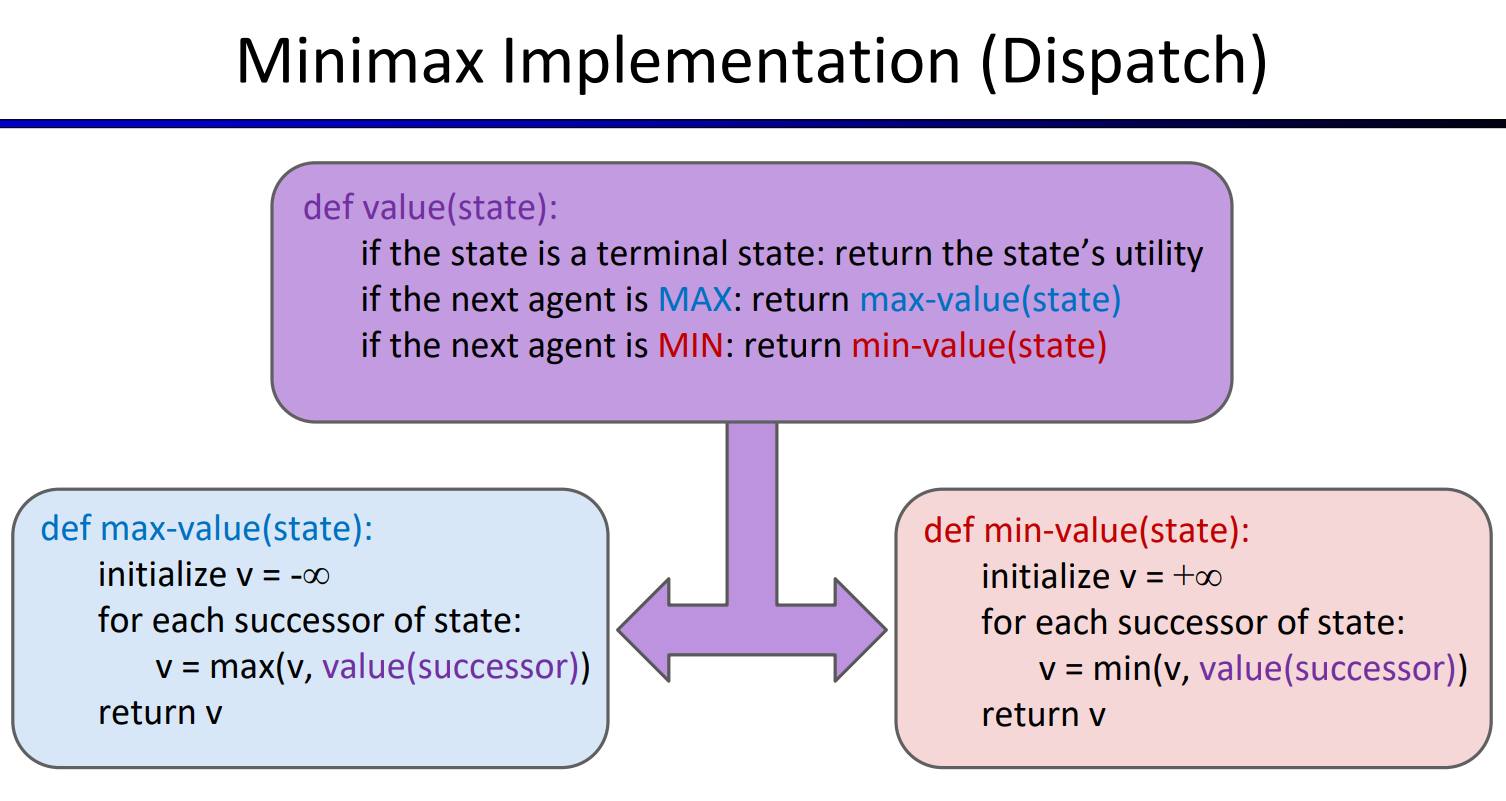 Minimax Implementation (Dispatch)
def value(state):
if the state is a terminal state: return the state’s utility
if the next agent is MAX: return max-value(state)
if the next agent is MIN: return min-value(state)
def max-value(state):
initialize v = -∞
for each successor of state:
v = max(v, value(successor))
return v
def min-value(state):
initialize v = +∞
for each successor of state:
v = min(v, value(successor))
return v